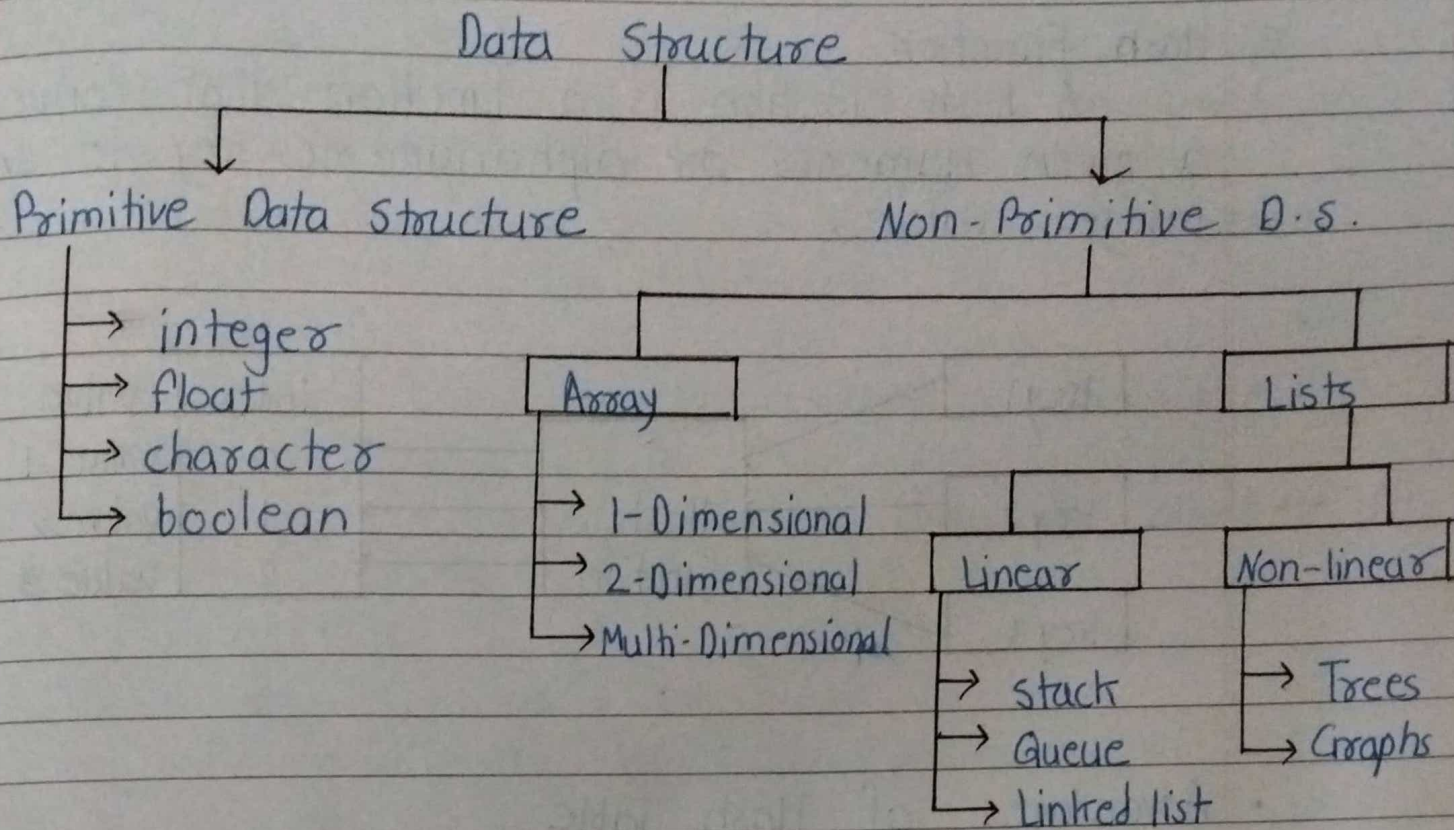 Data Structure
Primitive Data Structure
Non-Primitive D.S.
integer
float
character
boolean
Array
Lists
1-Dimensional
2-Dimensional
Multi-Dimensional
Linear
Non-linear
Stack
Queue
Linked list
Trees
Graphs